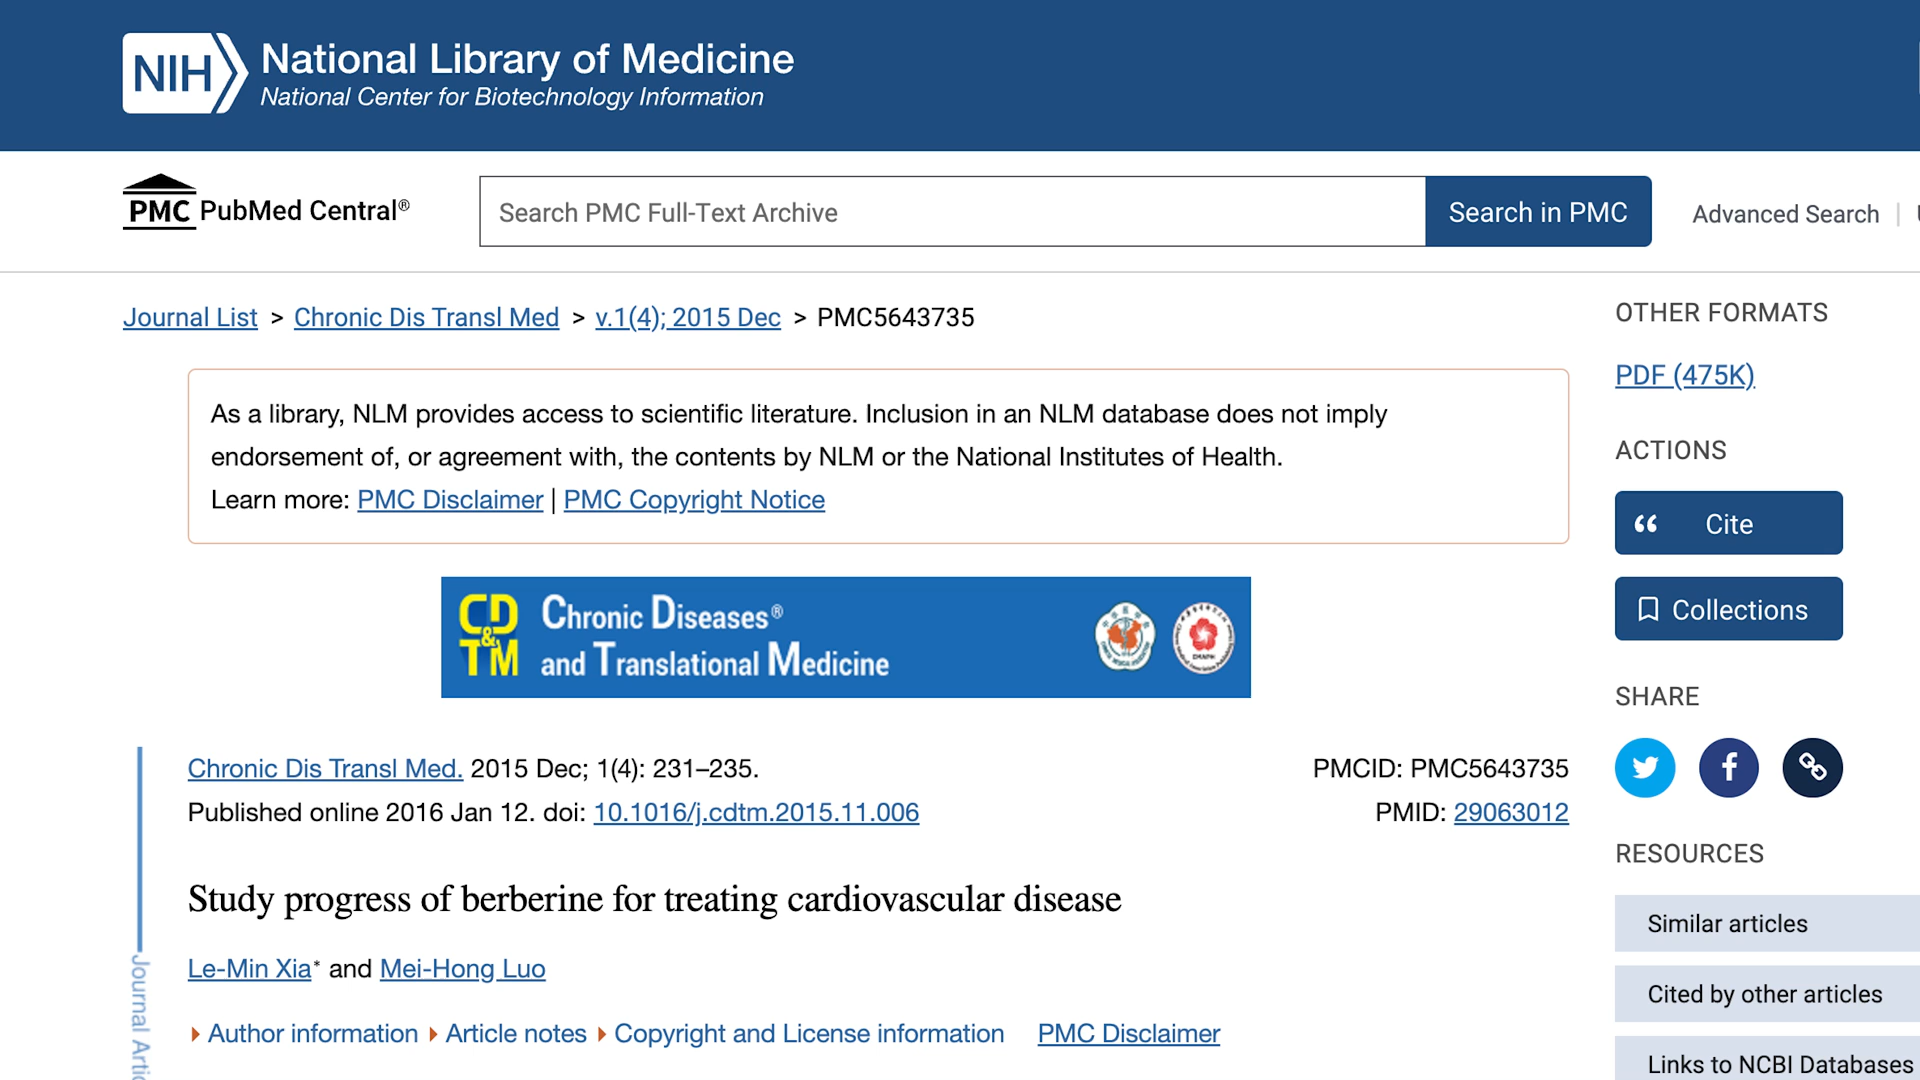 NIH National Library of Medicine
National Center for Biotechnology Information
PMC PubMed Central®
Search PMC Full-Text Archive
Search in PMC
Advanced Search
Journal List > Chronic Dis Transl Med > v.1(4); 2015 Dec > PMC5643735
As a library, NLM provides access to scientific literature. Inclusion in an NLM database does not imply
endorsement of, or agreement with, the contents by NLM or the National Institutes of Health.
Learn more: PMC Disclaimer | PMC Copyright Notice
CD&TM
Chronic Diseases®
and Translational Medicine
Chronic Dis Transl Med. 2015 Dec; 1(4): 231–235.
Published online 2016 Jan 12. doi: 10.1016/j.cdtm.2015.11.006
PMCID: PMC5643735
PMID: 29063012
Study progress of berberine for treating cardiovascular disease
Le-Min Xia* and Mei-Hong Luo
Author information Article notes Copyright and License information PMC Disclaimer
Journal Artic
OTHER FORMATS
PDF (475K)
ACTIONS
Cite
Collections
SHARE
RESOURCES
Similar articles
Cited by other articles
Links to NCBI Databases